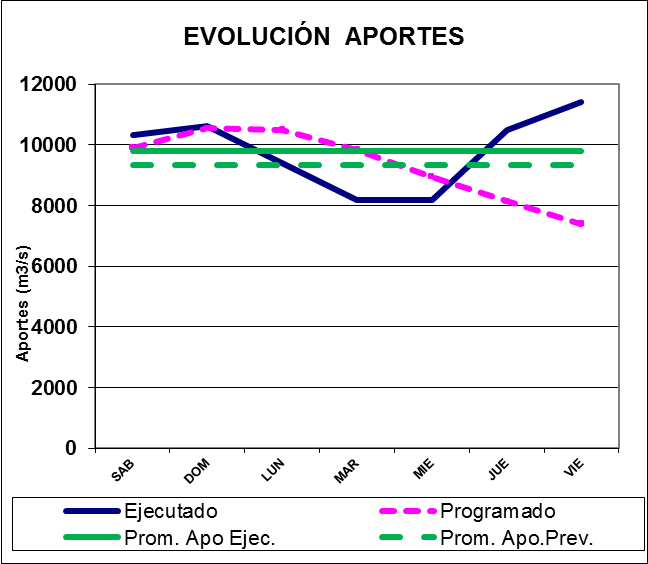 EVOLUCIÓN APORTES
12000
10000
8000
6000
4000
2000
0
Aportes (m3/s)
SAB DOM LUN MAR MIE JUE VIE
Ejecutado Programado
Prom. Apo Ejec. Prom. Apo.Prev.